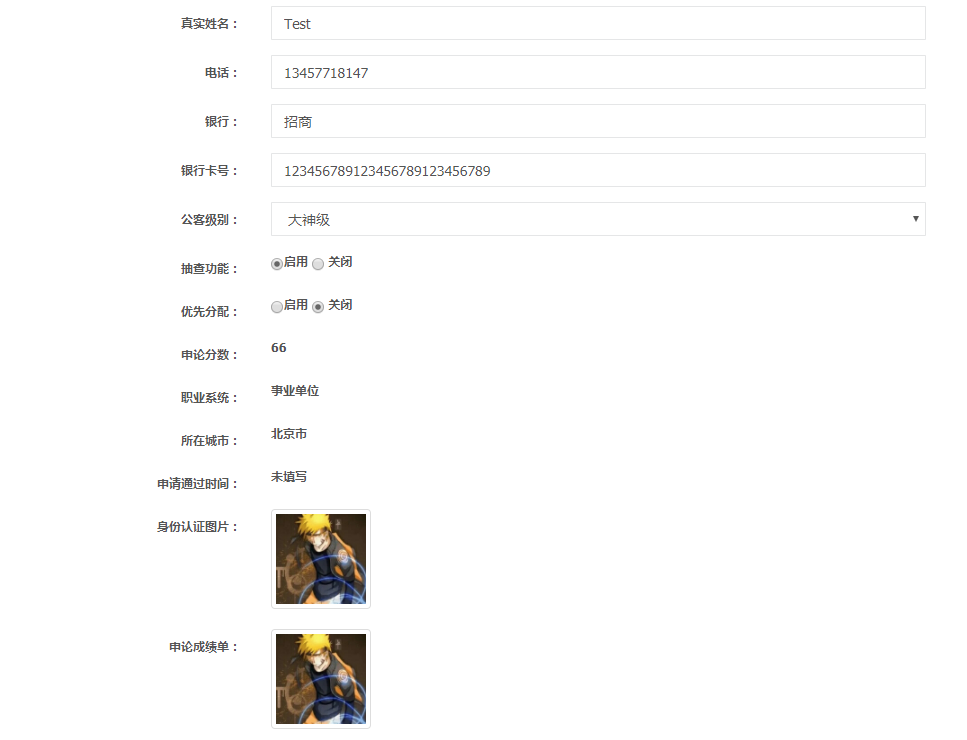 真实姓名： Test
电话： 13457718147
银行： 招商
银行卡号： 123456789123456789123456789
公客级别： 大神级
抽查功能： 启用 关闭
优先分配： 启用 关闭
申论分数： 66
职业系统： 事业单位
所在城市： 北京市
申请通过时间： 未填写
身份认证图片：
申论成绩单：